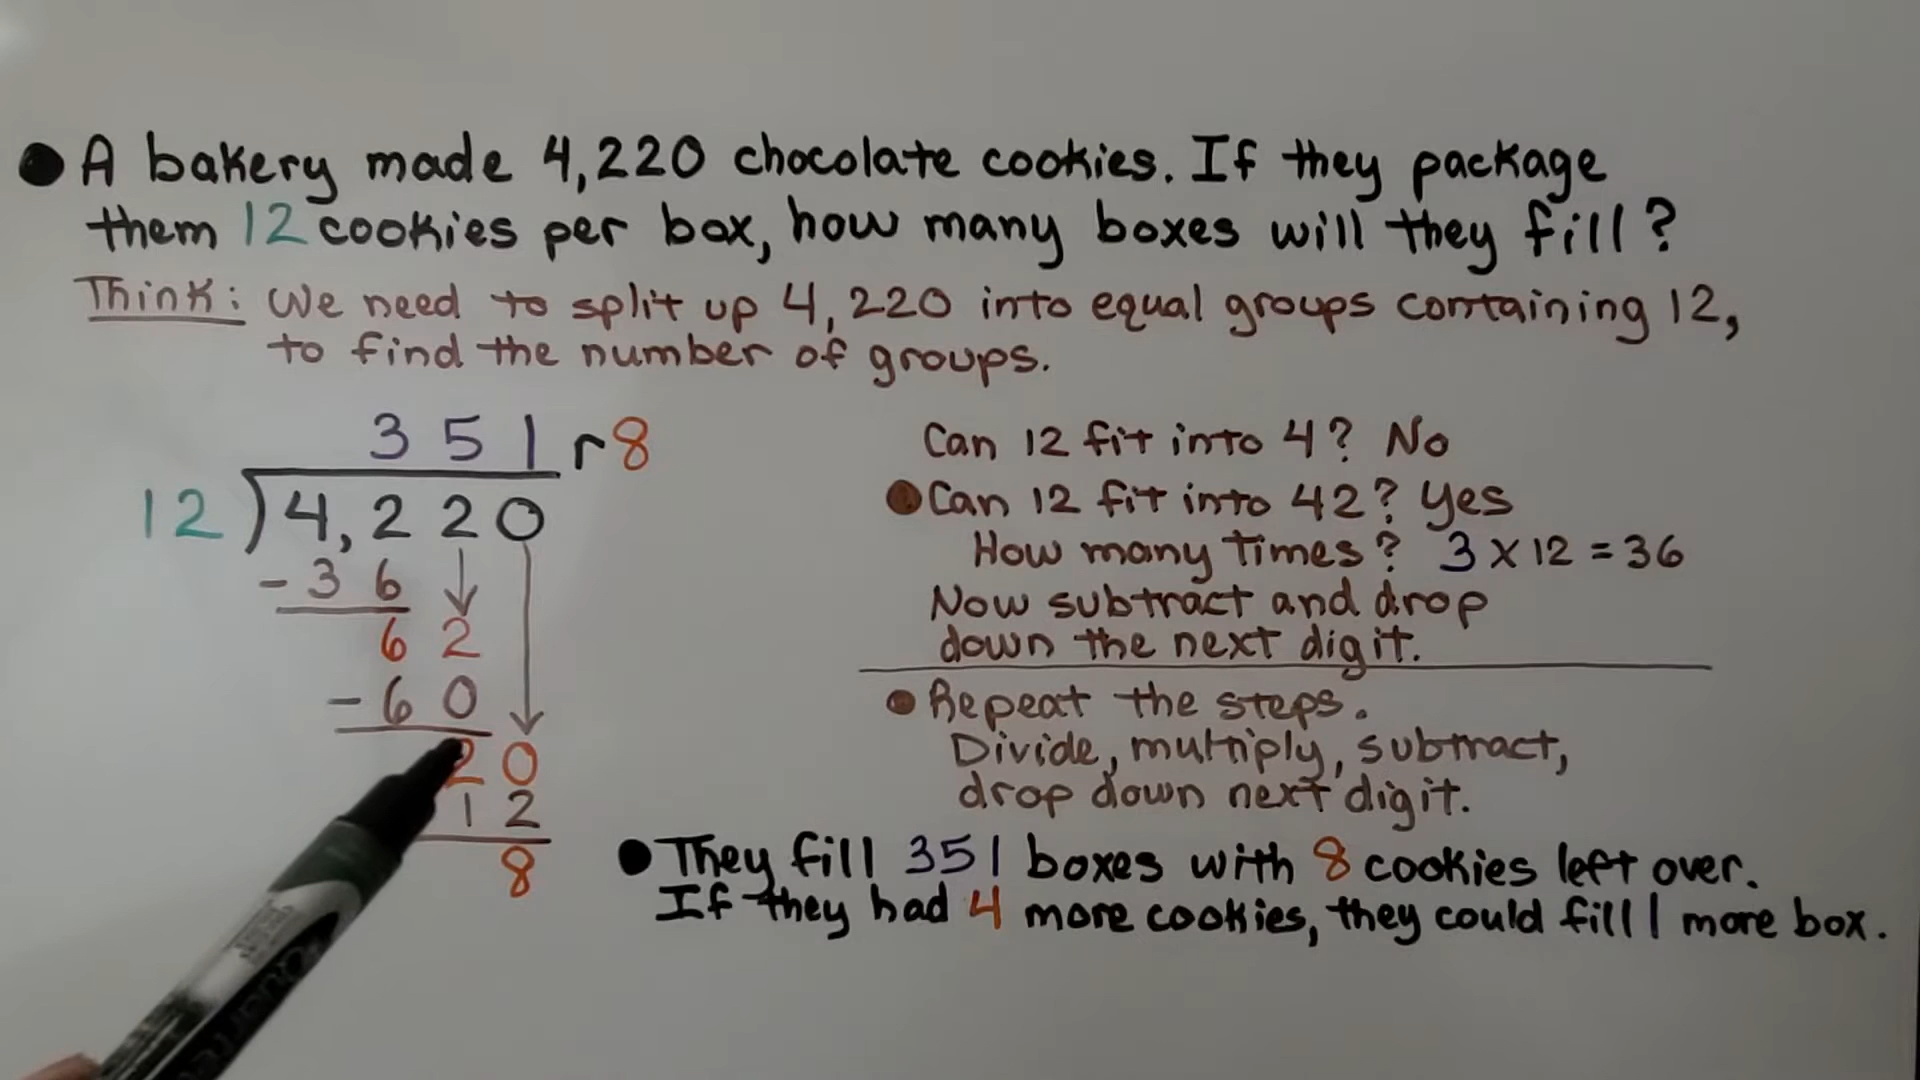 A bakery made 4,220 chocolate cookies. If they package
them 12 cookies per box, how many boxes will they fill?
Think: We need to split up 4,220 into equal groups containing 12,
to find the number of groups.
351 r8
12)4,220
-36
62
-60
20
12
8
Can 12 fit into 4? No
Can 12 fit into 42? Yes
How many times? 3 x 12 = 36
Now subtract and drop
down the next digit.
Repeat the steps.
Divide, multiply, subtract,
drop down next digit.
They fill 351 boxes with 8 cookies left over.
If they had 4 more cookies, they could fill 1 more box.